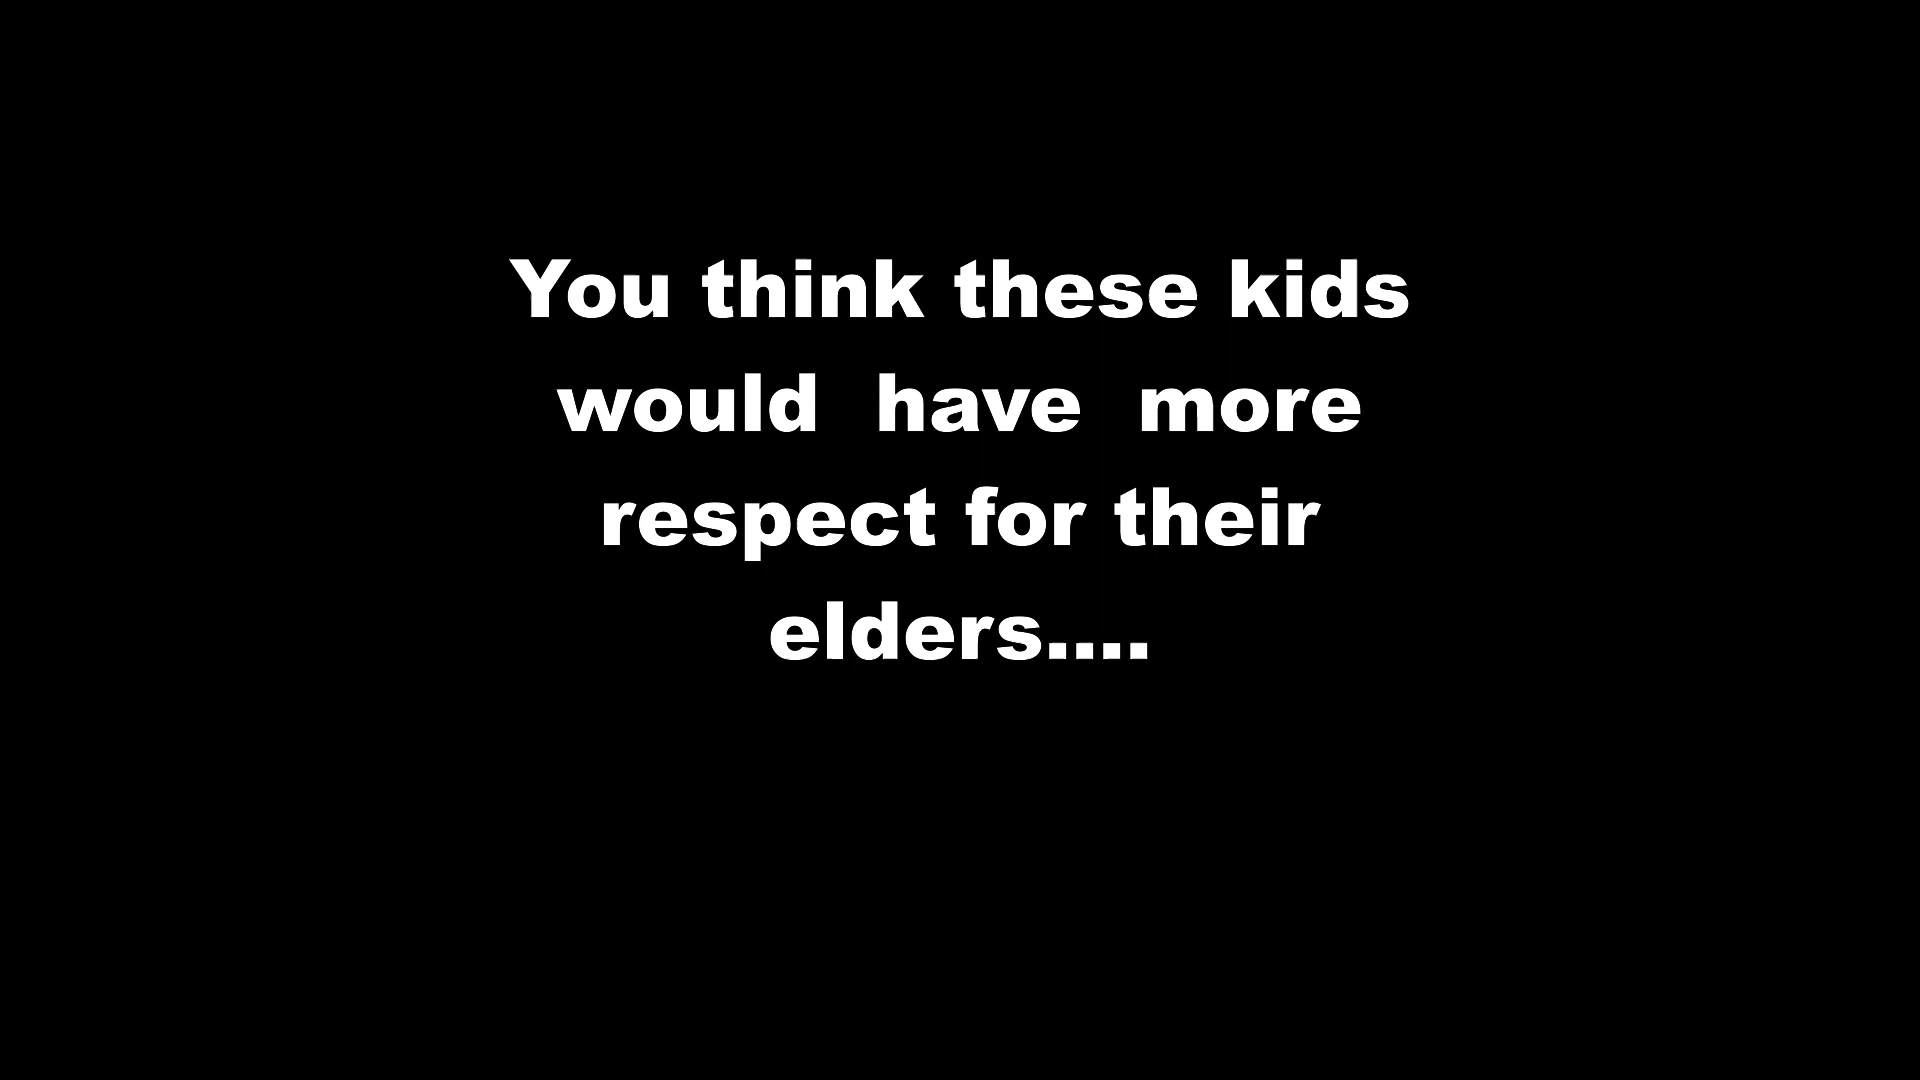 You think these kids
would have more
respect for their
elders....